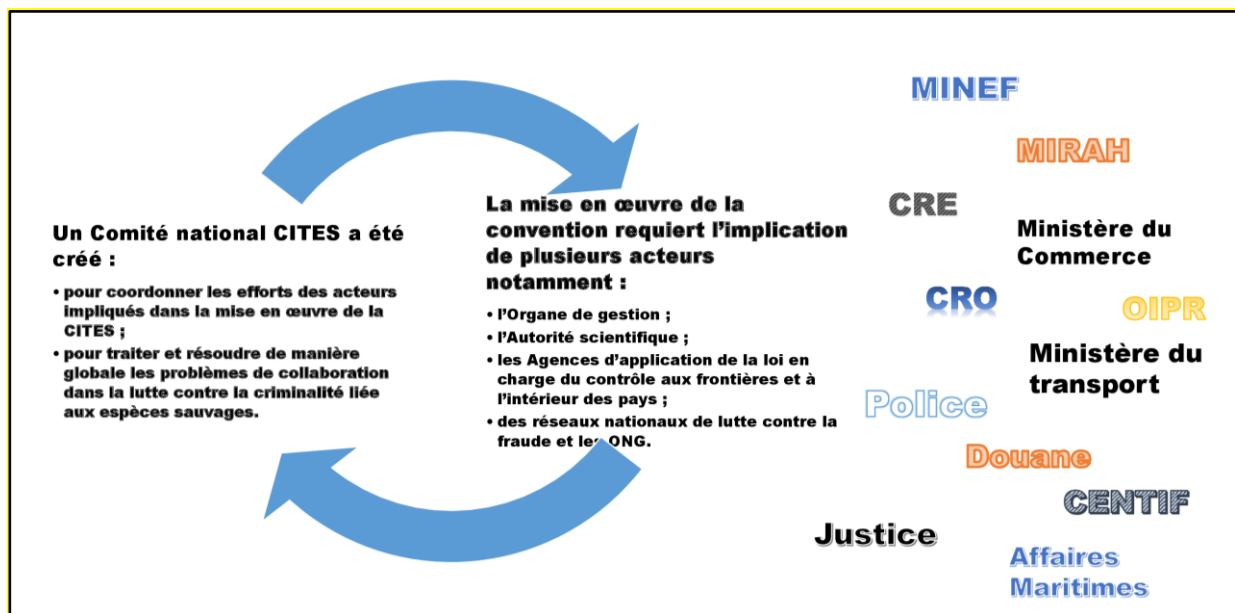 Un Comité national CITES a été
créé :
• pour coordonner les efforts des acteurs
impliqués dans la mise en œuvre de la
CITES ;
• pour traiter et résoudre de manière
globale les problèmes de collaboration
dans la lutte contre la criminalité liée
aux espèces sauvages.
La mise en œuvre de la
convention requiert l’implication
de plusieurs acteurs
notamment :
• l’Organe de gestion ;
• l’Autorité scientifique ;
• les Agences d’application de la loi en
charge du contrôle aux frontières et à
l’intérieur des pays ;
• des réseaux nationaux de lutte contre la
fraude et les ONG.
MINEF
MIRAH
CRE
Ministère du
Commerce
CRO
OIPR
Ministère du
transport
Police
Douane
CENTIF
Justice
Affaires
Maritimes